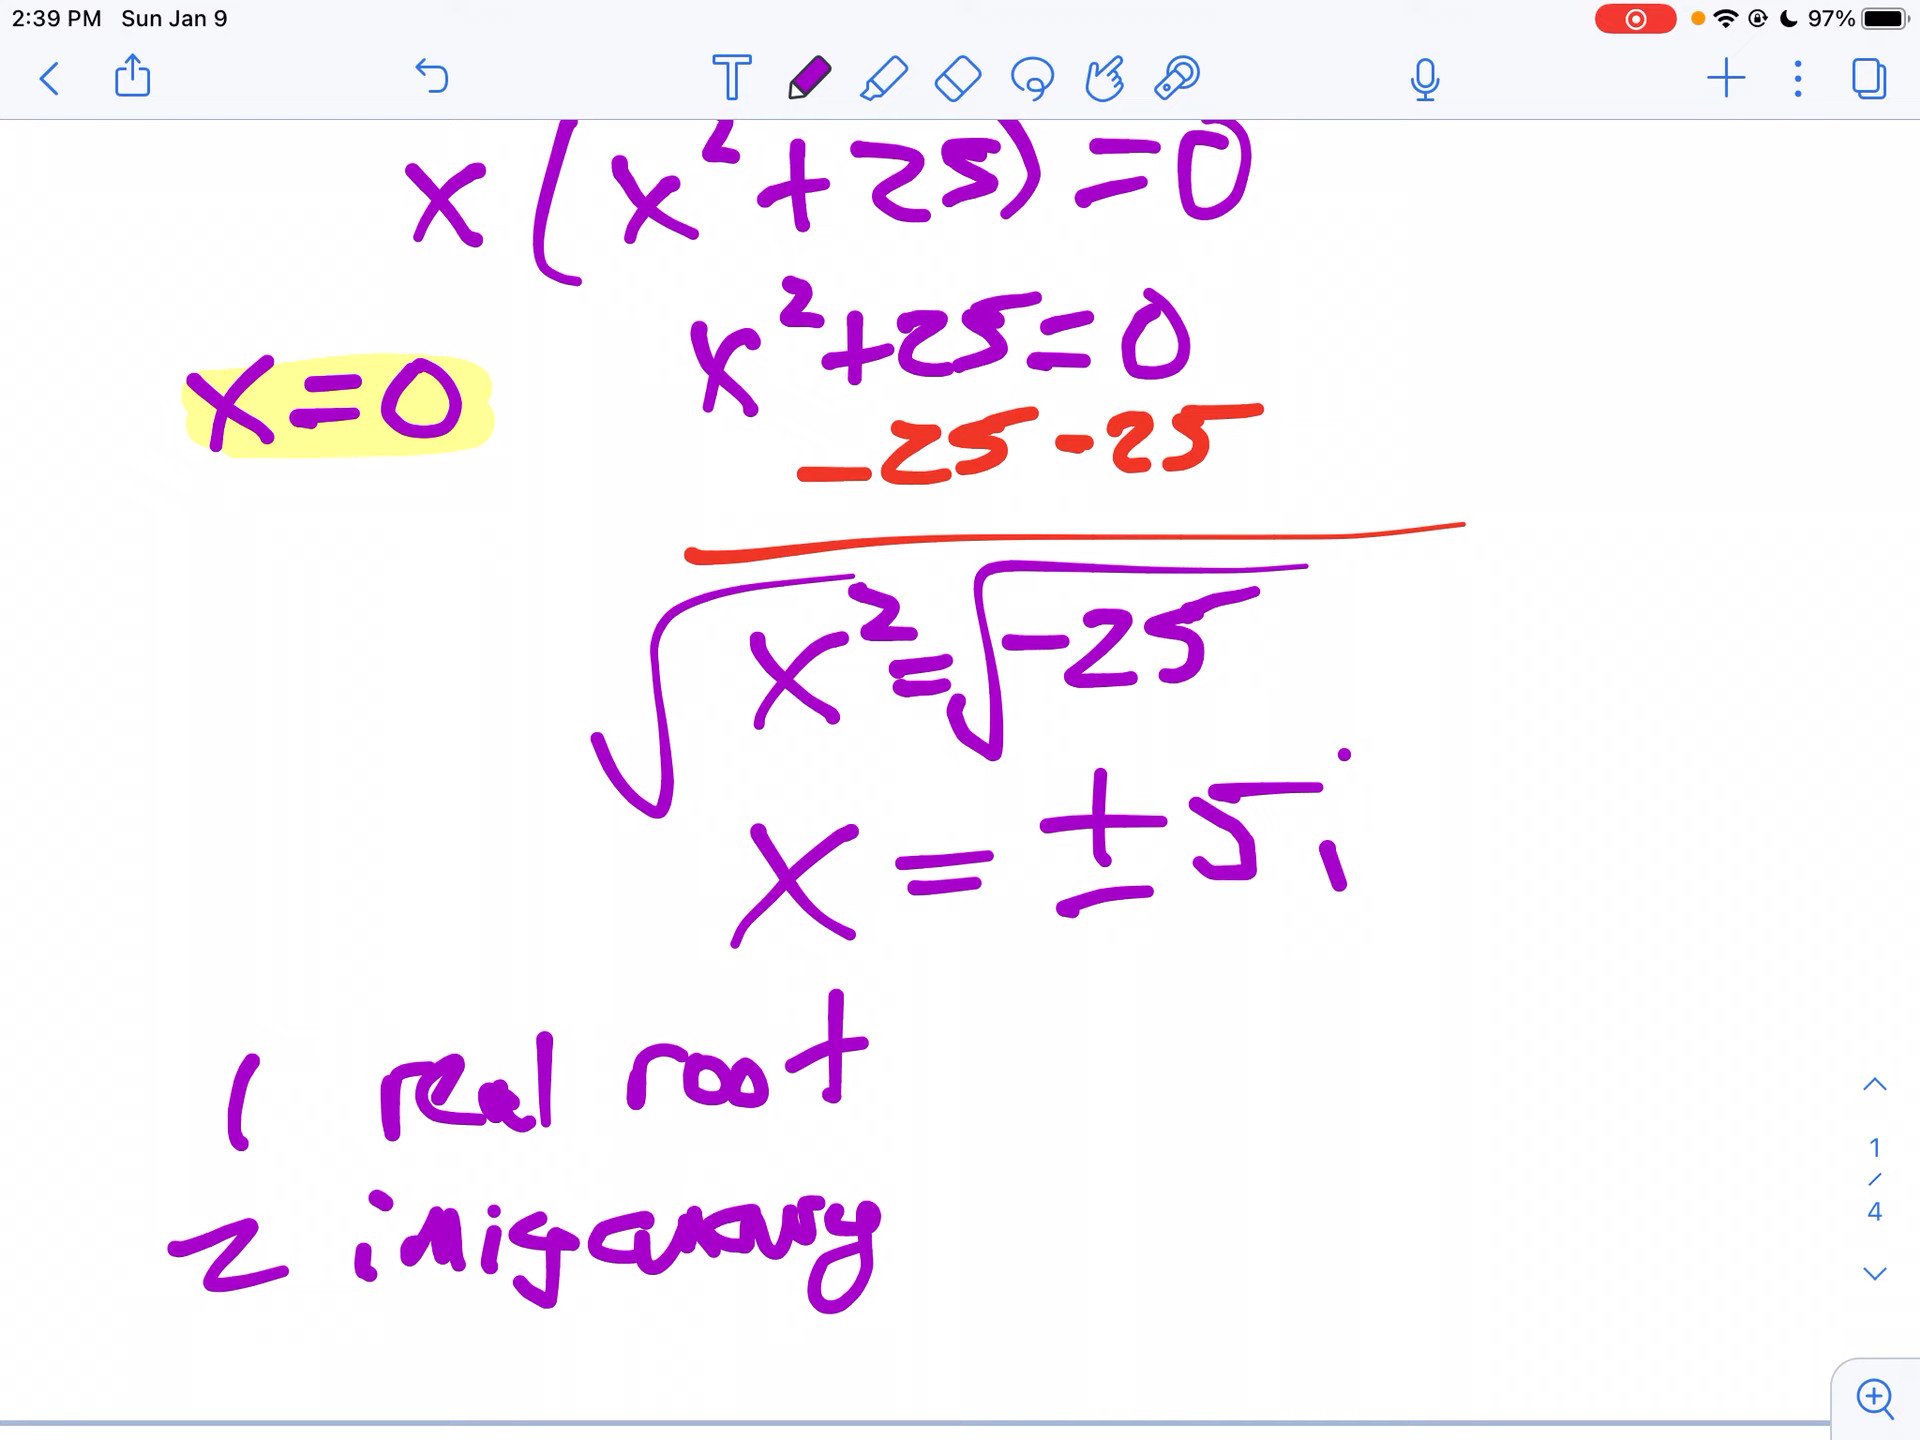 2:39 PM Sun Jan 9 97%
T
x(x²+25)=0
x²+25=0
x=0
-25 -25
√x² = √-25
x = ± 5i
1 real root
2 imiganary
1
/
4